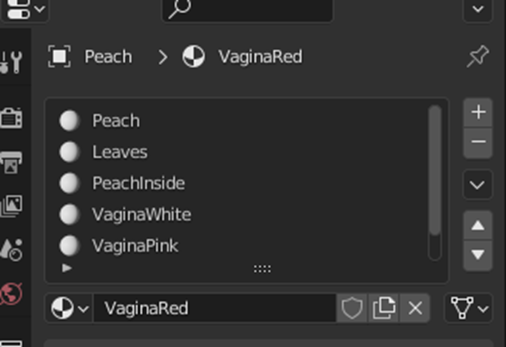 Peach > VaginaRed
Peach
Leaves
PeachInside
VaginaWhite
VaginaPink
VaginaRed